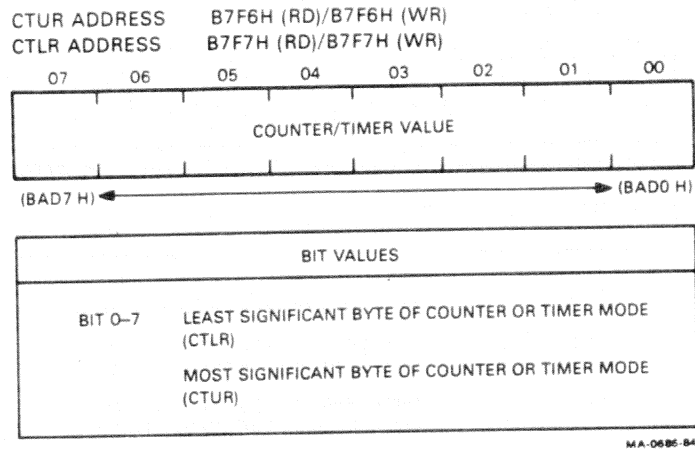 CTUR ADDRESS B7F6H (RD)/B7F6H (WR)
CTLR ADDRESS B7F7H (RD)/B7F7H (WR)
07 06 05 04 03 02 01 00
COUNTER/TIMER VALUE
(BAD7 H) (BAD0 H)
BIT VALUES
BIT 0–7 LEAST SIGNIFICANT BYTE OF COUNTER OR TIMER MODE
(CTLR)
MOST SIGNIFICANT BYTE OF COUNTER OR TIMER MODE
(CTUR)
MA-0686-84